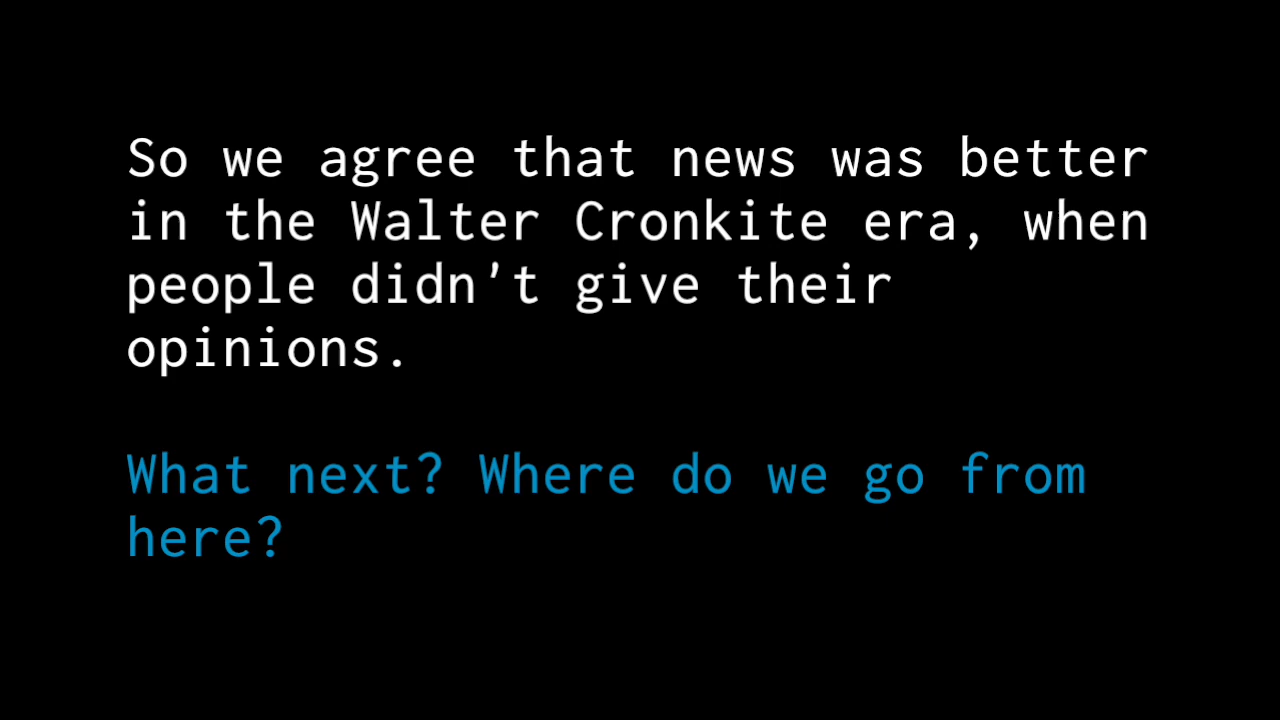 So we agree that news was better
in the Walter Cronkite era, when
people didn't give their
opinions.
What next? Where do we go from
here?